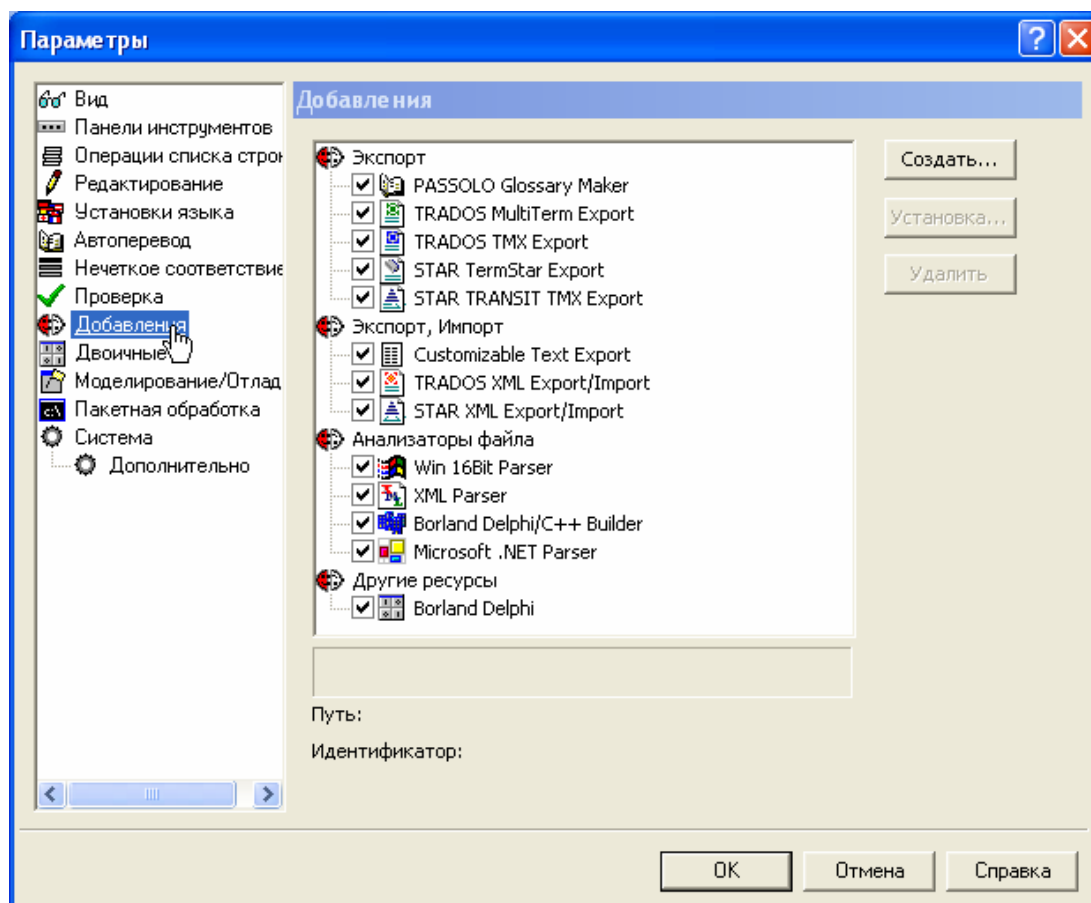 Параметры
Вид
Панели инструментов
Операции списка строк
Редактирование
Установки языка
Автоперевод
Нечеткое соответствие
Проверка
Добавления
Двоичные
Моделирование/Отлад
Пакетная обработка
Система
Дополнительно
Добавления
Экспорт
PASSOLO Glossary Maker
TRADOS MultiTerm Export
TRADOS TMX Export
STAR TermStar Export
STAR TRANSIT TMX Export
Экспорт, Импорт
Customizable Text Export
TRADOS XML Export/Import
STAR XML Export/Import
Анализаторы файла
Win 16Bit Parser
XML Parser
Borland Delphi/C++ Builder
Microsoft .NET Parser
Другие ресурсы
Borland Delphi
Создать...
Установка...
Удалить
Путь:
Идентификатор:
OK
Отмена
Справка